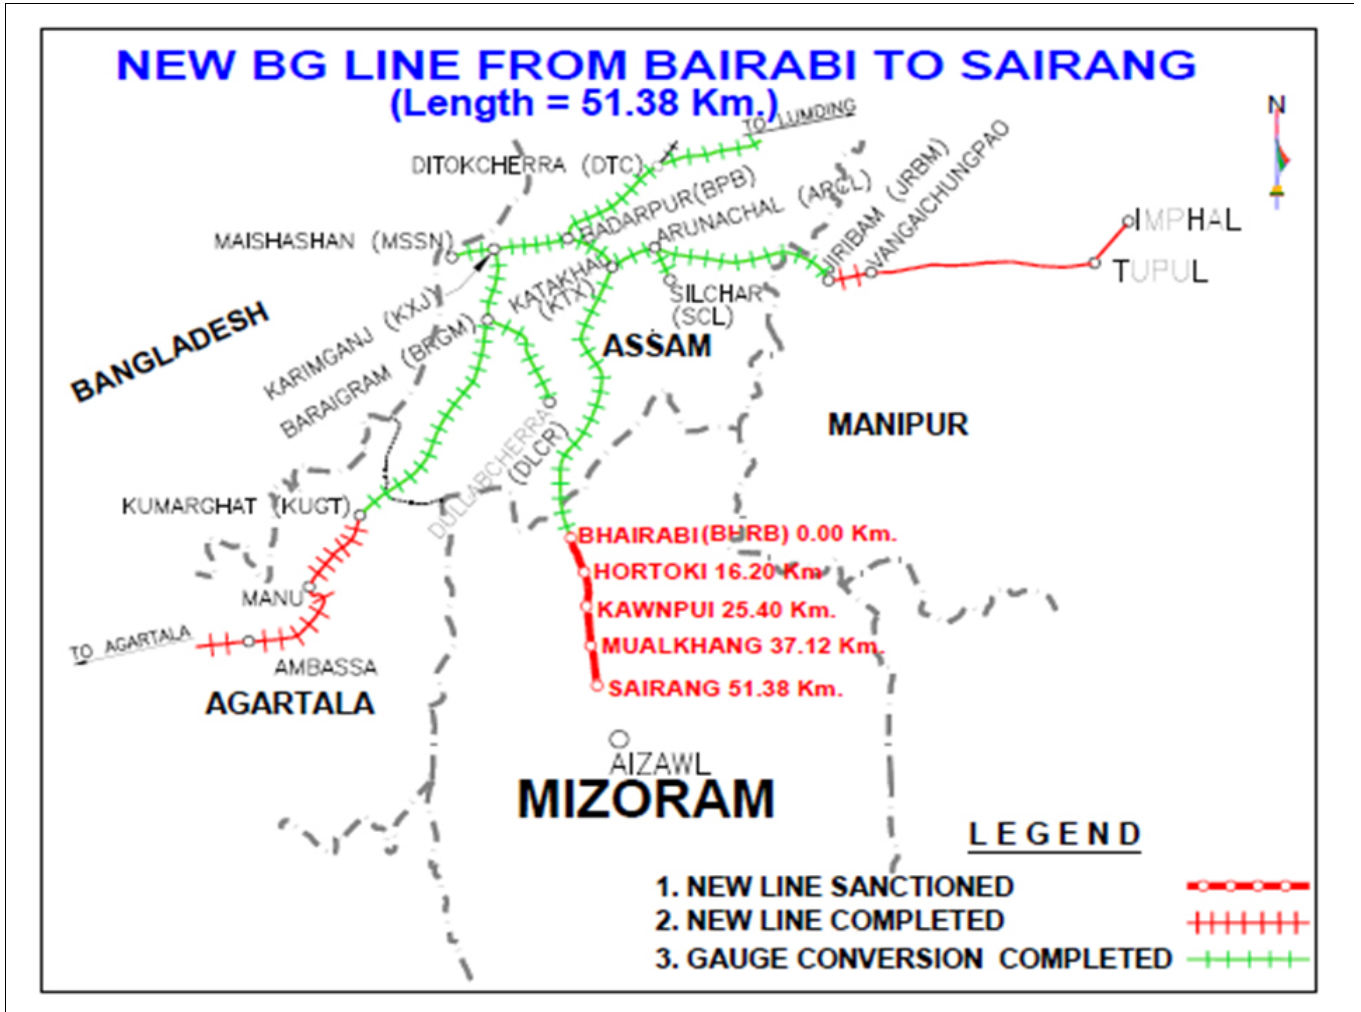 NEW BG LINE FROM BAIRABI TO SAIRANG
(Length = 51.38 Km.)
N
TO LUMDING
DITOKCHERRA (DTC)
BADARPUR(BPB)
ARUNACHAL (ARCL)
JIRIBAM (JRBM)
VANGAICHUNGPAO
IMPHAL
TUPUL
MAISHASHAN (MSSN)
KATAKHAL
(KTX)
SILCHAR
(SCL)
KARIMGANJ (KXJ)
BARAIGRAM (BRGM)
BANGLADESH
ASSAM
MANIPUR
DULLABCHERRA
(DLCR)
KUMARGHAT (KUGT)
BHAIRABI(BHRB) 0.00 Km.
HORTOKI 16.20 Km
KAWNPUI 25.40 Km.
MUALKHANG 37.12 Km.
SAIRANG 51.38 Km.
MANU
TO AGARTALA
AMBASSA
AGARTALA
AIZAWL
MIZORAM
LEGEND
1. NEW LINE SANCTIONED
2. NEW LINE COMPLETED
3. GAUGE CONVERSION COMPLETED